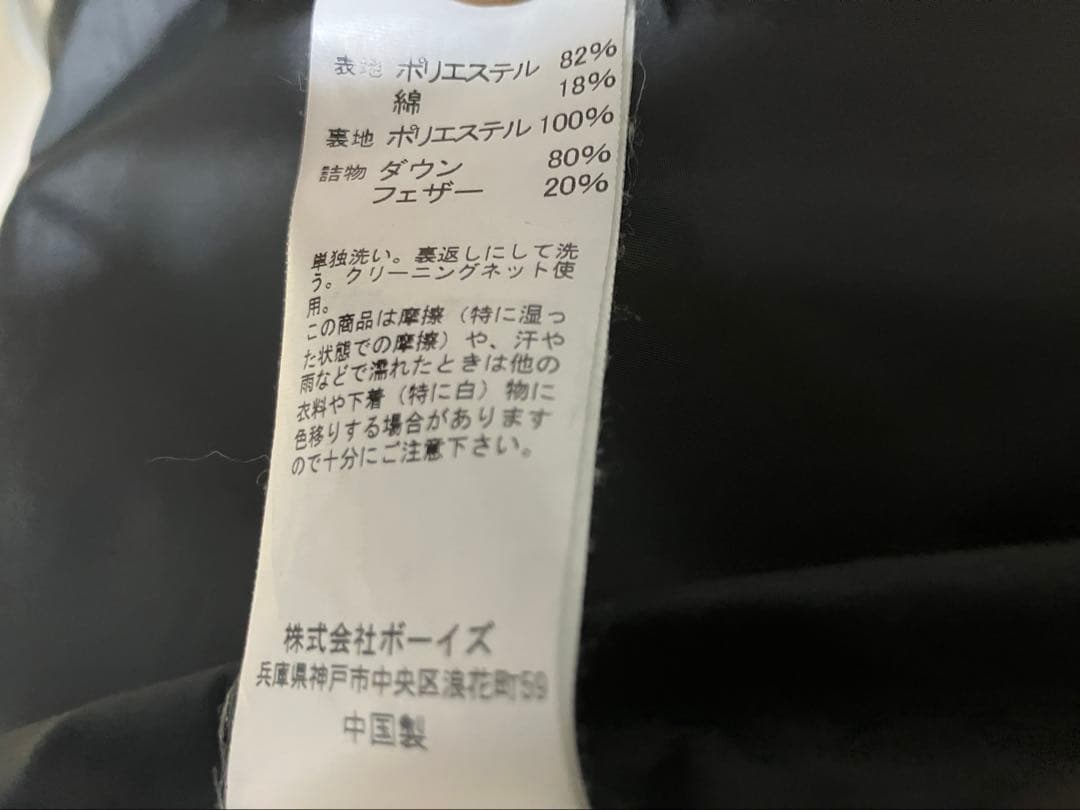 表地 ポリエステル 82%
綿 18%
裏地 ポリエステル 100%
詰物 ダウン 80%
フェザー 20%
単独洗い。裏返しにして洗
う。クリーニングネット使
用。
この商品は摩擦（特に湿っ
た状態での摩擦）や、汗や
雨などで濡れたときは他の
衣料や下着（特に白）物に
色移りする場合があります
ので十分にご注意下さい。
株式会社ボーイズ
兵庫県神戸市中央区浪花町59
中国製